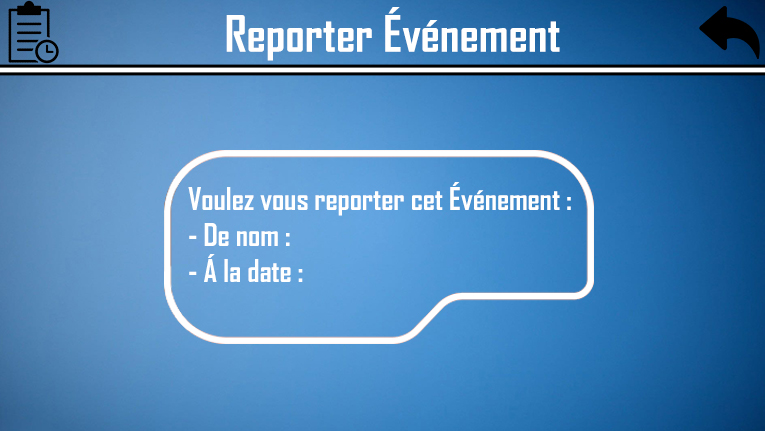 Reporter Événement
Voulez vous reporter cet Événement :
- De nom :
- Á la date :